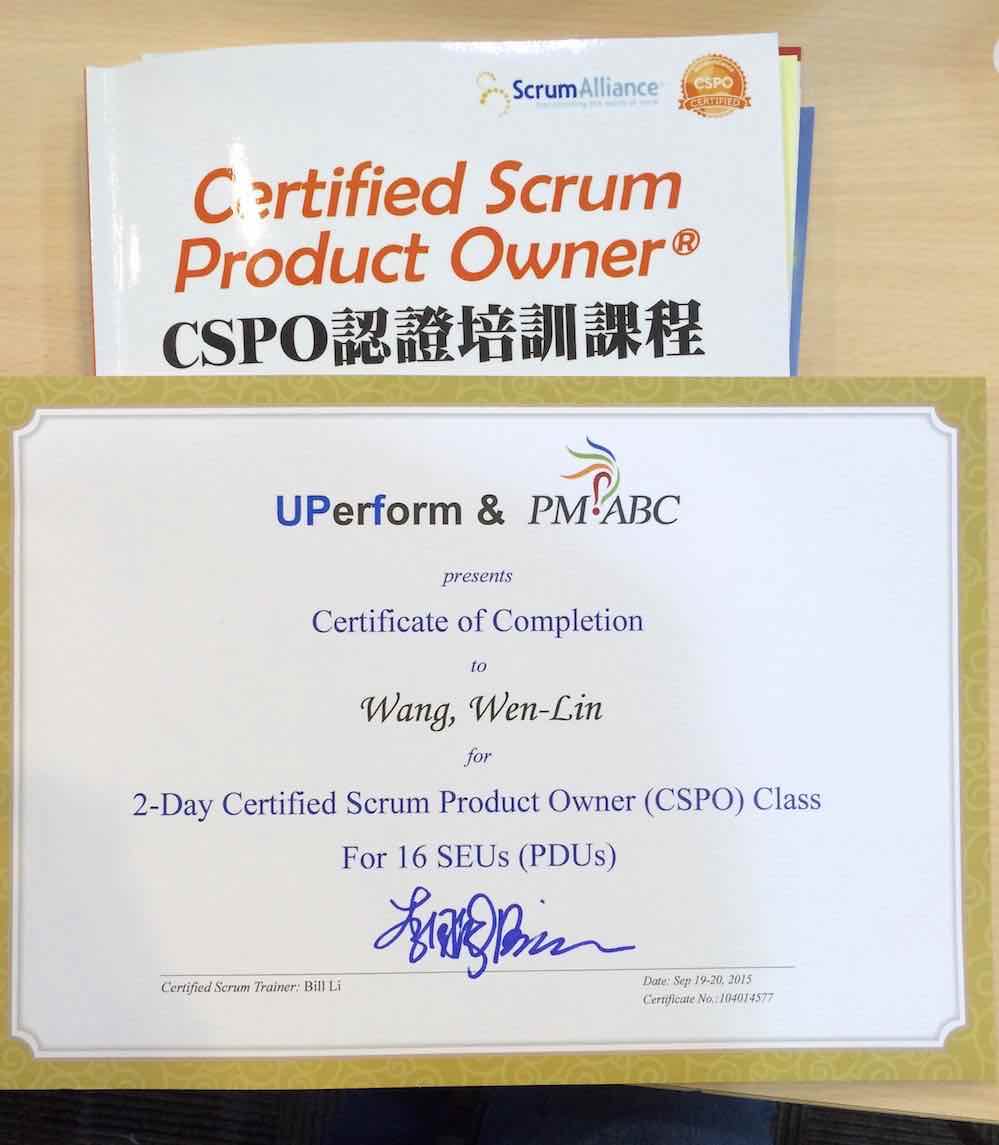 ScrumAlliance
CSPO
CERTIFIED
Certified Scrum
Product Owner®
CSPO認證培訓課程
UPerform & PM ABC
presents
Certificate of Completion
to
Wang, Wen-Lin
for
2-Day Certified Scrum Product Owner (CSPO) Class
For 16 SEUs (PDUs)
Certified Scrum Trainer: Bill Li
Date: Sep 19-20, 2015
Certificate No.:104014577